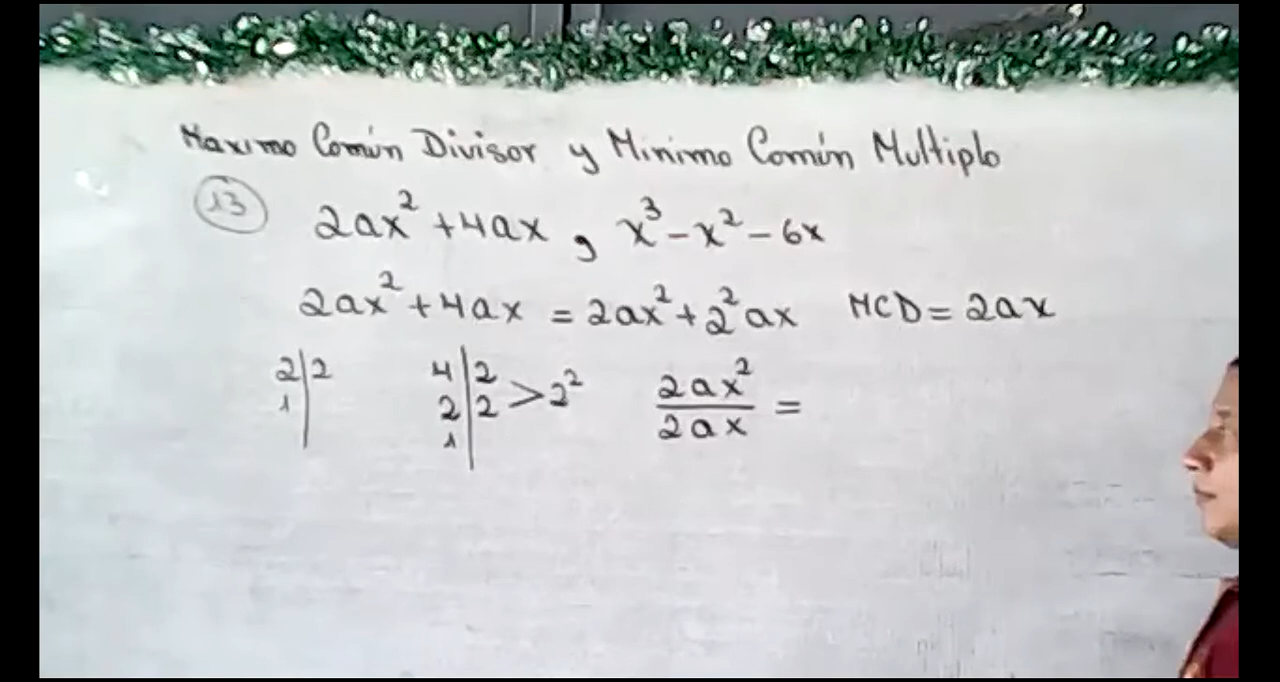 Maximo Común Divisor y Minimo Común Multiplo
13 2ax² + 4ax , x³ - x² - 6x
2ax² + 4ax = 2ax² + 2²ax MCD = 2ax
2|2 4|2 2ax²
1| 2|2 > 2² ____ =
1| 2ax